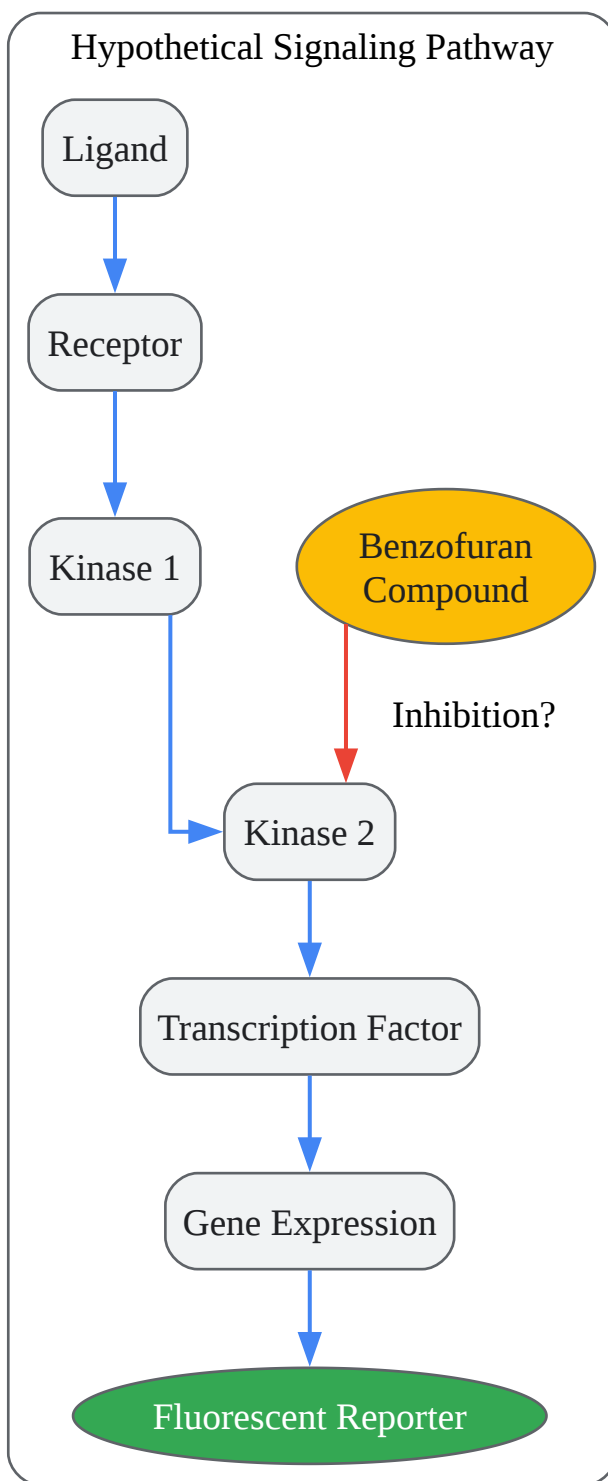 Hypothetical Signaling Pathway
Ligand
Receptor
Kinase 1
Benzofuran
Compound
Inhibition?
Kinase 2
Transcription Factor
Gene Expression
Fluorescent Reporter